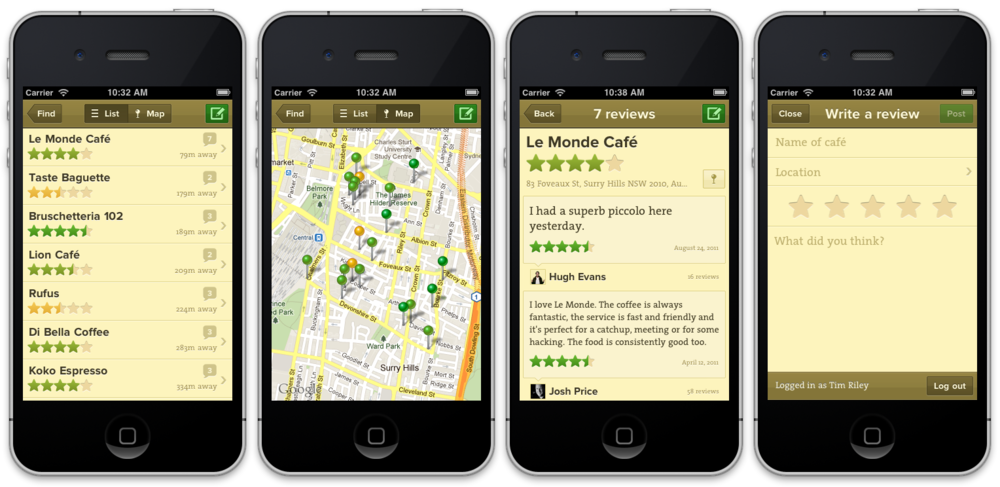 Carrier 10:32 AM
Find List Map
Le Monde Café 7
79m away
Taste Baguette 2
179m away
Bruschetteria 102 3
189m away
Lion Café 3
209m away
Rufus 3
224m away
Di Bella Coffee 3
283m away
Koko Espresso 3
334m away
Carrier 10:32 AM
Find List Map
Goulburn St
Elizabeth St
Charles Sturt
University
Study Centre
market
Belmore
Park
The James
Hilder Reserve
Ann St
Central
Albion St
Riley St
Crown St
Foveaux St
Fitzroy St
Chalmers St
Devonshire St
Bourke St
Ward Park
Surry Hills
Cleveland St
South Dowling St
Google
Carrier 10:38 AM
Back 7 reviews
Le Monde Café
83 Foveaux St, Surry Hills NSW 2010, Au...
I had a superb piccolo here
yesterday.
August 24, 2011
Hugh Evans 16 reviews
I love Le Monde. The coffee is always
fantastic, the service is fast and friendly and
it's perfect for a catchup, meeting or for some
hacking. The food is consistently good too.
April 12, 2011
Josh Price 58 reviews
Carrier 10:32 AM
Close Write a review Post
Name of café
Location
What did you think?
Logged in as Tim Riley Log out